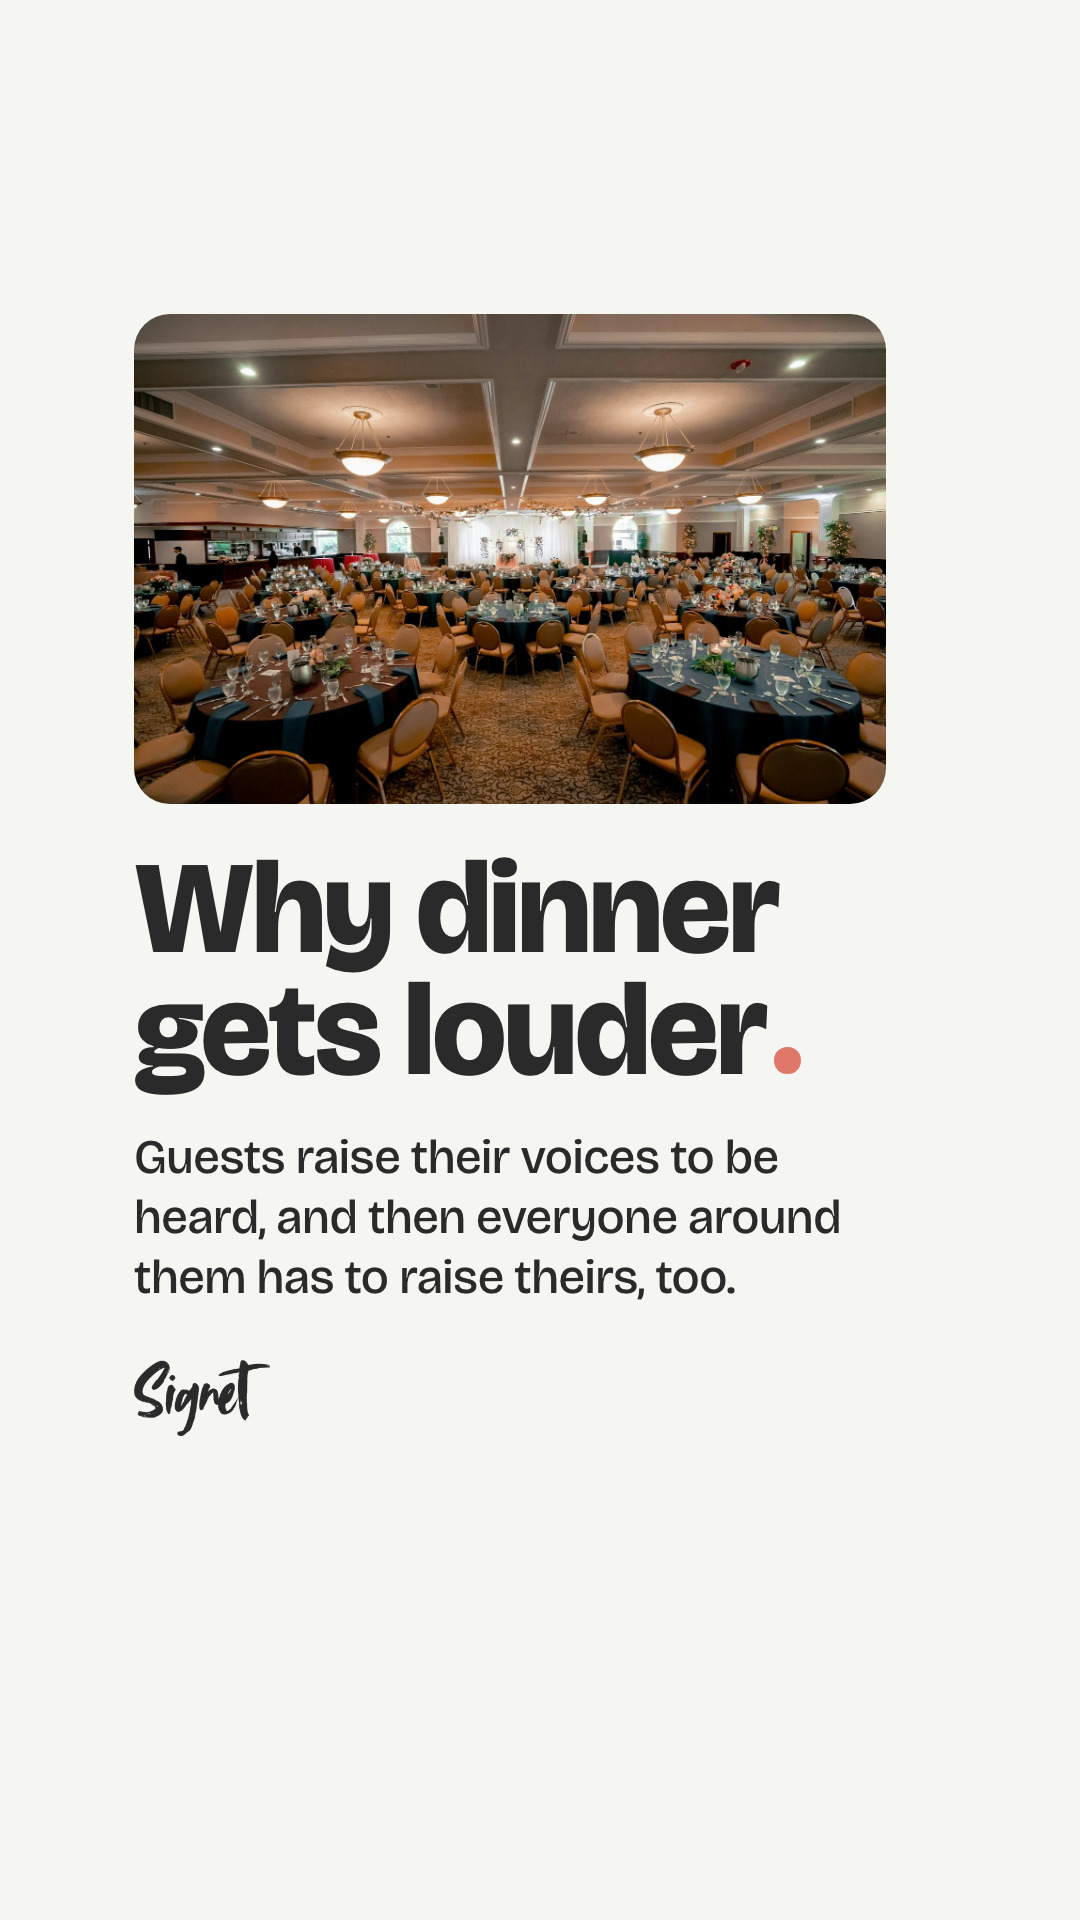 Why dinner
gets louder.
Guests raise their voices to be
heard, and then everyone around
them has to raise theirs, too.
Signet